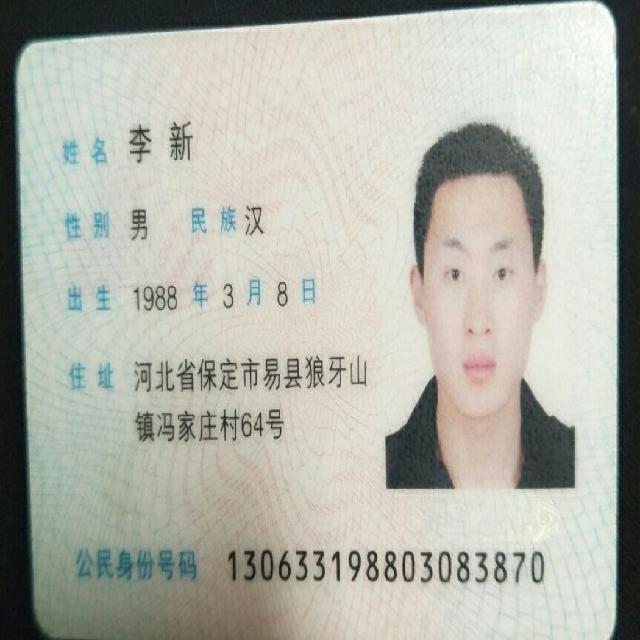 姓名 李新
性别 男 民族 汉
出生 1988 年 3 月 8 日
住址 河北省保定市易县狼牙山
镇冯家庄村64号
公民身份号码 130633198803083870